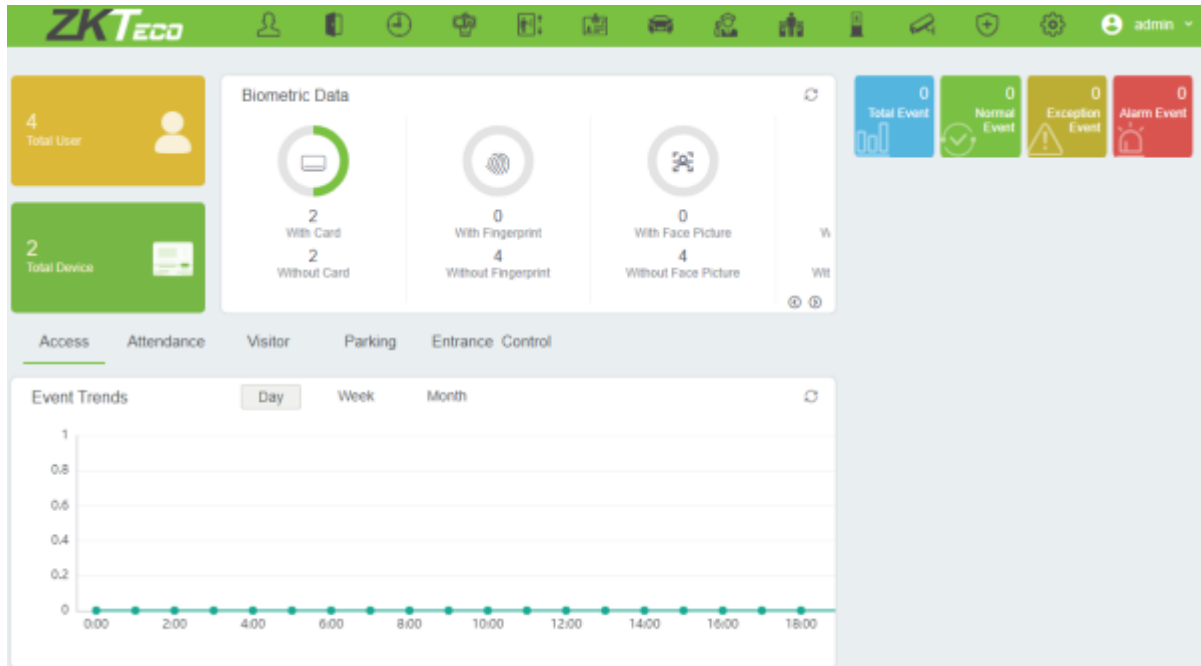 ZKTeco
admin
4
Total User
2
Total Device
Biometric Data
2
With Card
2
Without Card
0
With Fingerprint
4
Without Fingerprint
0
With Face Picture
4
Without Face Picture
0
Total Event
0
Normal
Event
0
Exception
Event
0
Alarm Event
Access Attendance Visitor Parking Entrance Control
Event Trends Day Week Month
1
0.8
0.6
0.4
0.2
0
0:00 2:00 4:00 6:00 8:00 10:00 12:00 14:00 16:00 18:00